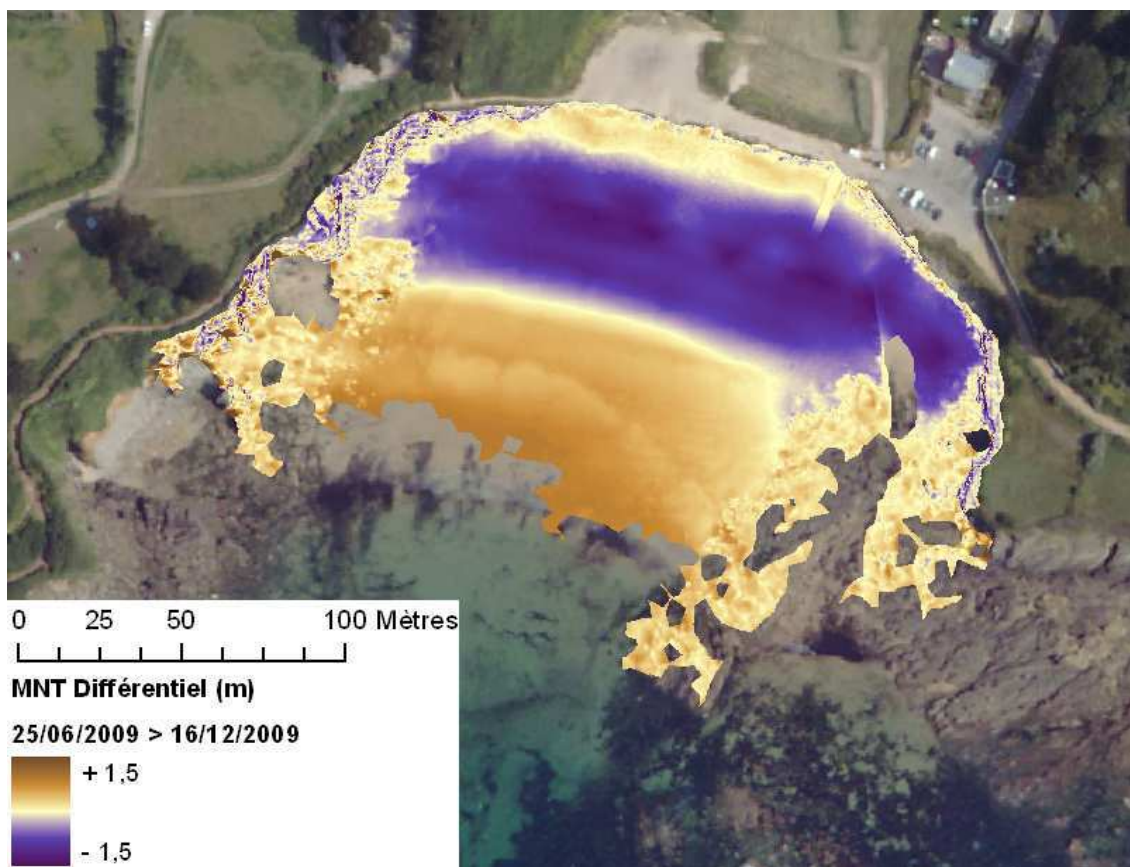 0 25 50 100 Mètres
MNT Différentiel (m)
25/06/2009 > 16/12/2009
+ 1,5
- 1,5